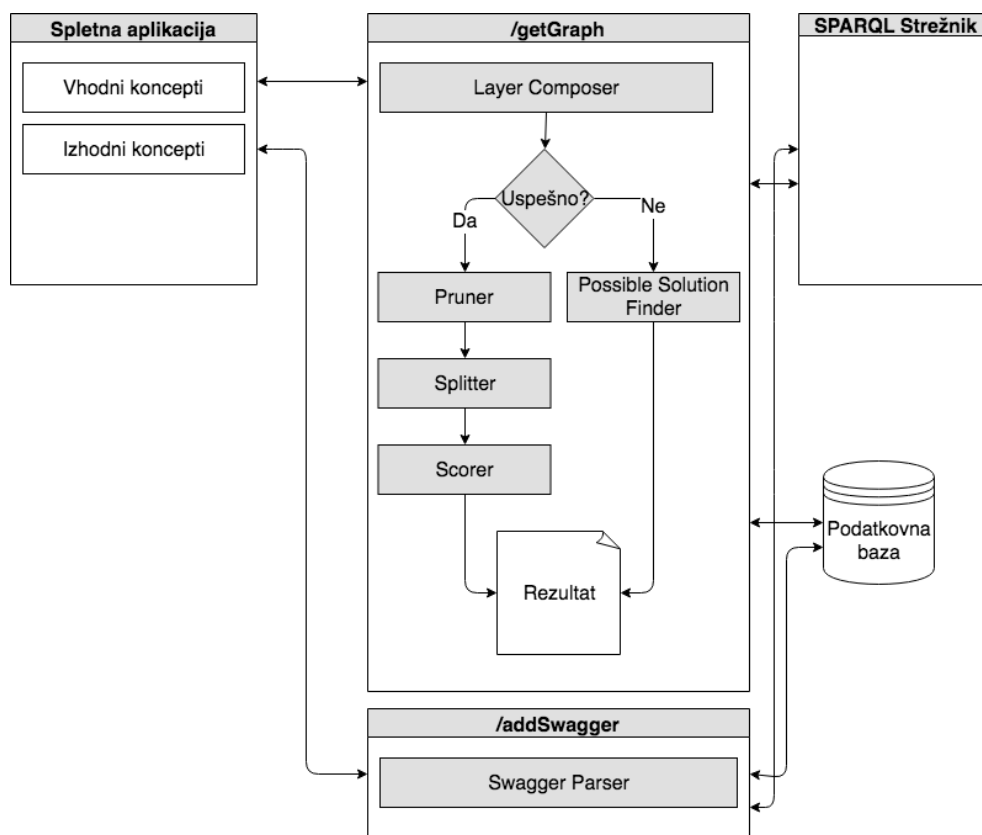 Spletna aplikacija
Vhodni koncepti
Izhodni koncepti
/getGraph
Layer Composer
Uspešno?
Da
Ne
Pruner
Possible Solution
Finder
Splitter
Scorer
Rezultat
SPARQL Strežnik
Podatkovna
baza
/addSwagger
Swagger Parser